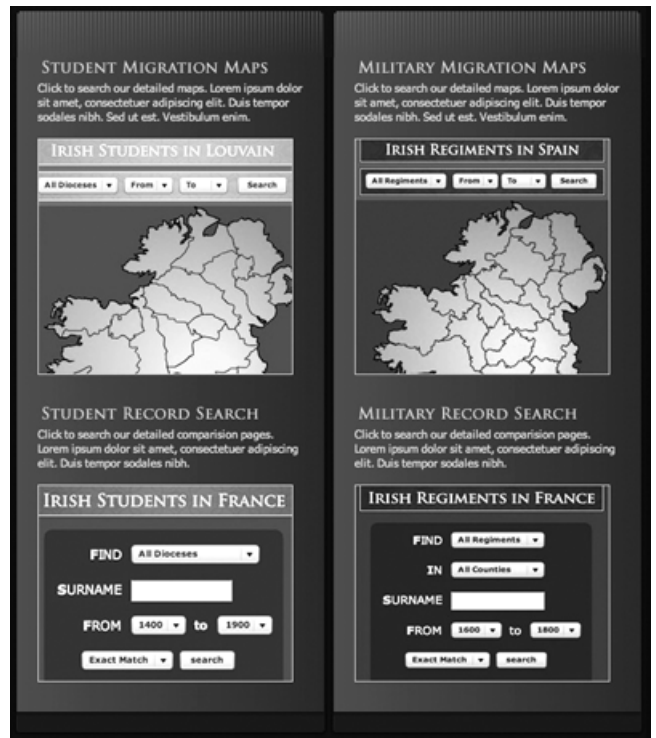 STUDENT MIGRATION MAPS
Click to search our detailed maps. Lorem ipsum dolor
sit amet, consectetuer adipiscing elit. Duis tempor
sodales nibh. Sed ut est. Vestibulum enim.
IRISH STUDENTS IN LOUVAIN
All Dioceses From To Search
STUDENT RECORD SEARCH
Click to search our detailed comparision pages.
Lorem ipsum dolor sit amet, consectetuer adipiscing
elit. Duis tempor sodales nibh.
IRISH STUDENTS IN FRANCE
FIND All Dioceses
SURNAME
FROM 1400 to 1900
Exact Match search
MILITARY MIGRATION MAPS
Click to search our detailed maps. Lorem ipsum dolor
sit amet, consectetuer adipiscing elit. Duis tempor
sodales nibh. Sed ut est. Vestibulum enim.
IRISH REGIMENTS IN SPAIN
All Regiments From To Search
MILITARY RECORD SEARCH
Click to search our detailed comparision pages.
Lorem ipsum dolor sit amet, consectetuer adipiscing
elit. Duis tempor sodales nibh.
IRISH REGIMENTS IN FRANCE
FIND All Regiments
IN All Counties
SURNAME
FROM 1600 to 1800
Exact Match search